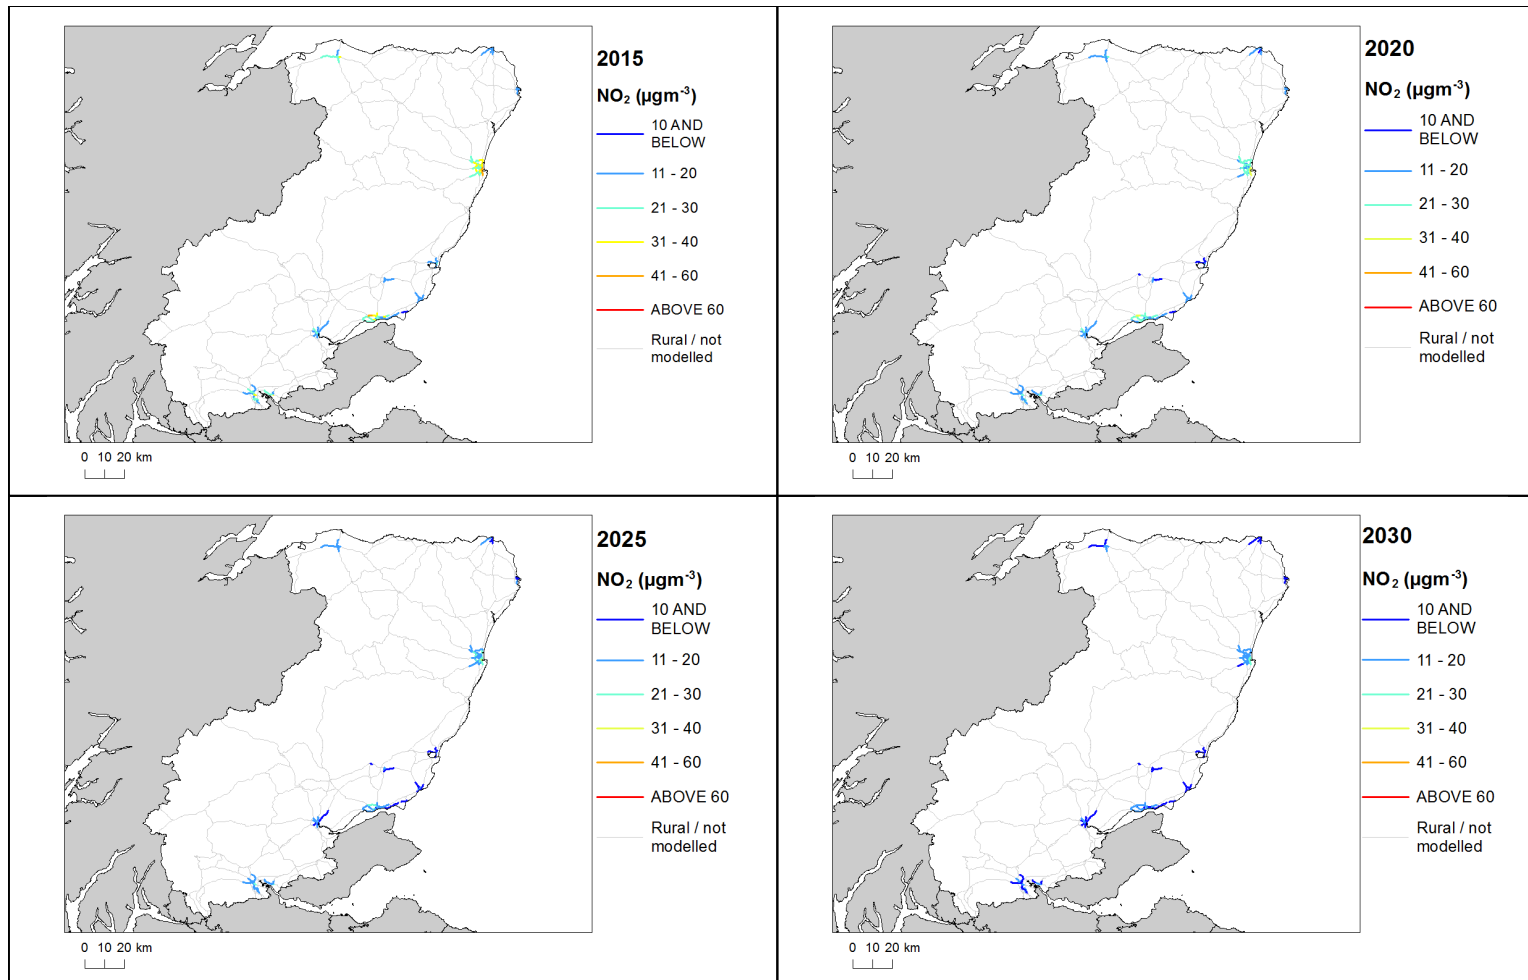 2015
NO₂ (µgm⁻³)
10 AND
BELOW
11 - 20
21 - 30
31 - 40
41 - 60
ABOVE 60
Rural / not
modelled
0 10 20 km
2020
NO₂ (µgm⁻³)
10 AND
BELOW
11 - 20
21 - 30
31 - 40
41 - 60
ABOVE 60
Rural / not
modelled
0 10 20 km
2025
NO₂ (µgm⁻³)
10 AND
BELOW
11 - 20
21 - 30
31 - 40
41 - 60
ABOVE 60
Rural / not
modelled
0 10 20 km
2030
NO₂ (µgm⁻³)
10 AND
BELOW
11 - 20
21 - 30
31 - 40
41 - 60
ABOVE 60
Rural / not
modelled
0 10 20 km